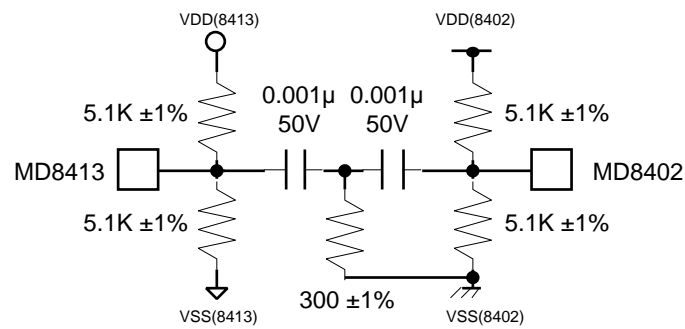 VDD(8413)
VDD(8402)
0.001µ
50V
0.001µ
50V
5.1K ±1%
5.1K ±1%
MD8413
MD8402
5.1K ±1%
5.1K ±1%
300 ±1%
VSS(8413)
VSS(8402)